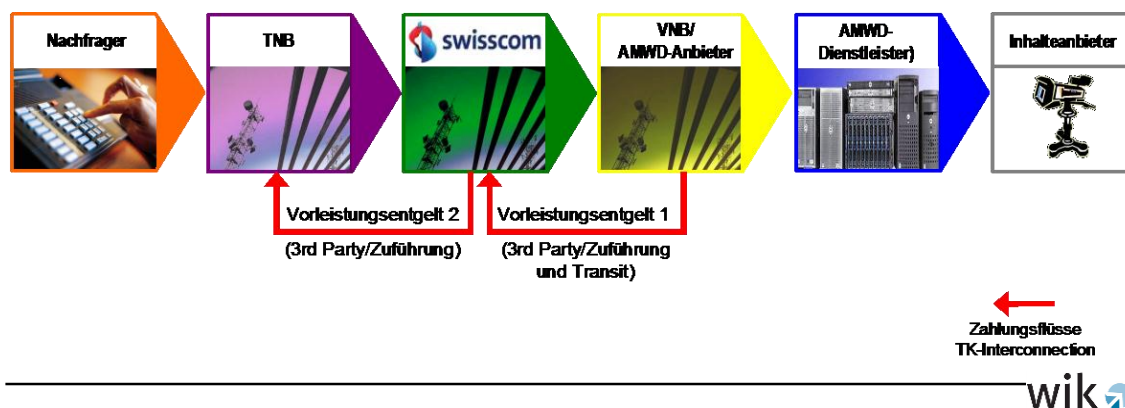 Nachfrager
TNB
swisscom
VNB/
AMWD-Anbieter
AMWD-
Dienstleister)
Inhalteanbieter
Vorleistungsentgelt 2
(3rd Party/Zuführung)
Vorleistungsentgelt 1
(3rd Party/Zuführung
und Transit)
Zahlungsflüsse
TK-Interconnection
wik